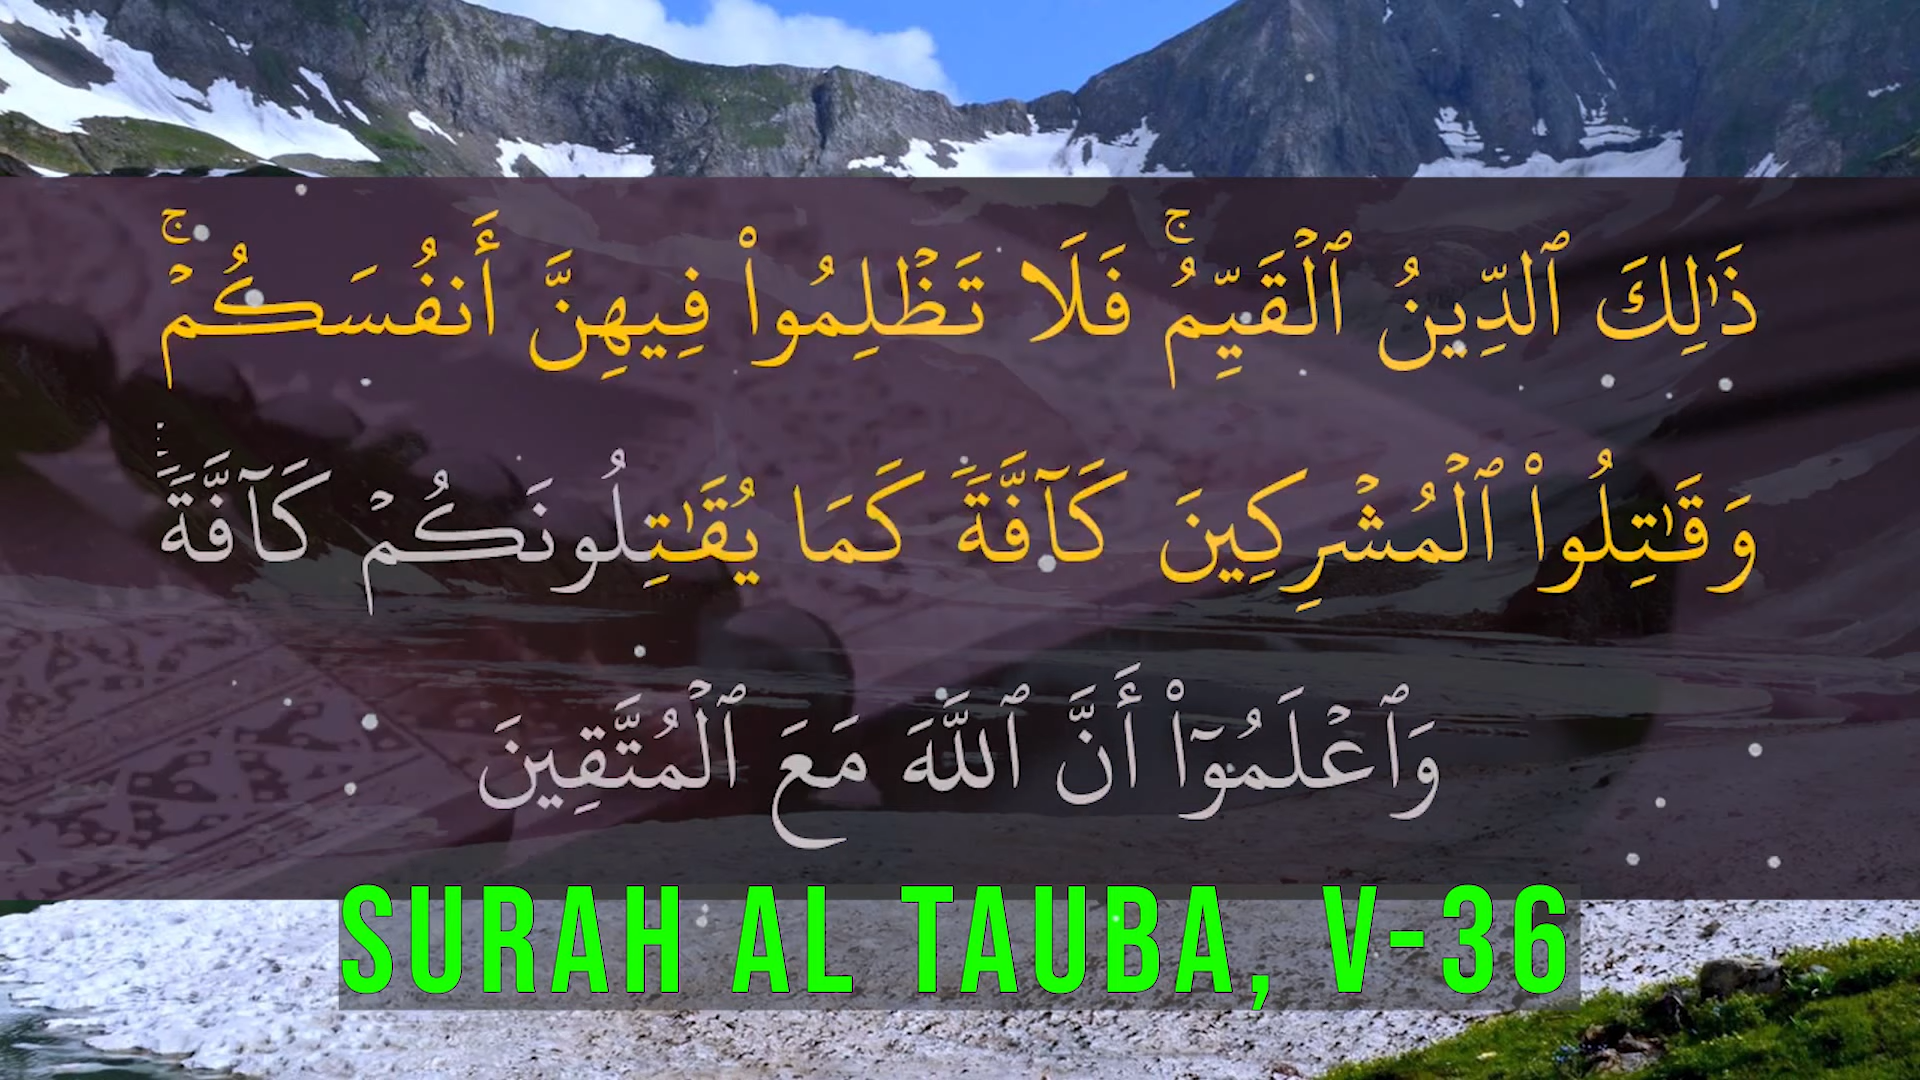 ذَٰلِكَ ٱلدِّينُ ٱلْقَيِّمُ ۚ فَلَا تَظْلِمُوا۟ فِيهِنَّ أَنفُسَكُمْ ۚ
وَقَـٰتِلُوا۟ ٱلْمُشْرِكِينَ كَآفَّةً كَمَا يُقَـٰتِلُونَكُمْ كَآفَّةً ۚ
وَٱعْلَمُوٓا۟ أَنَّ ٱللَّهَ مَعَ ٱلْمُتَّقِينَ
SURAH AL TAUBA, V-36